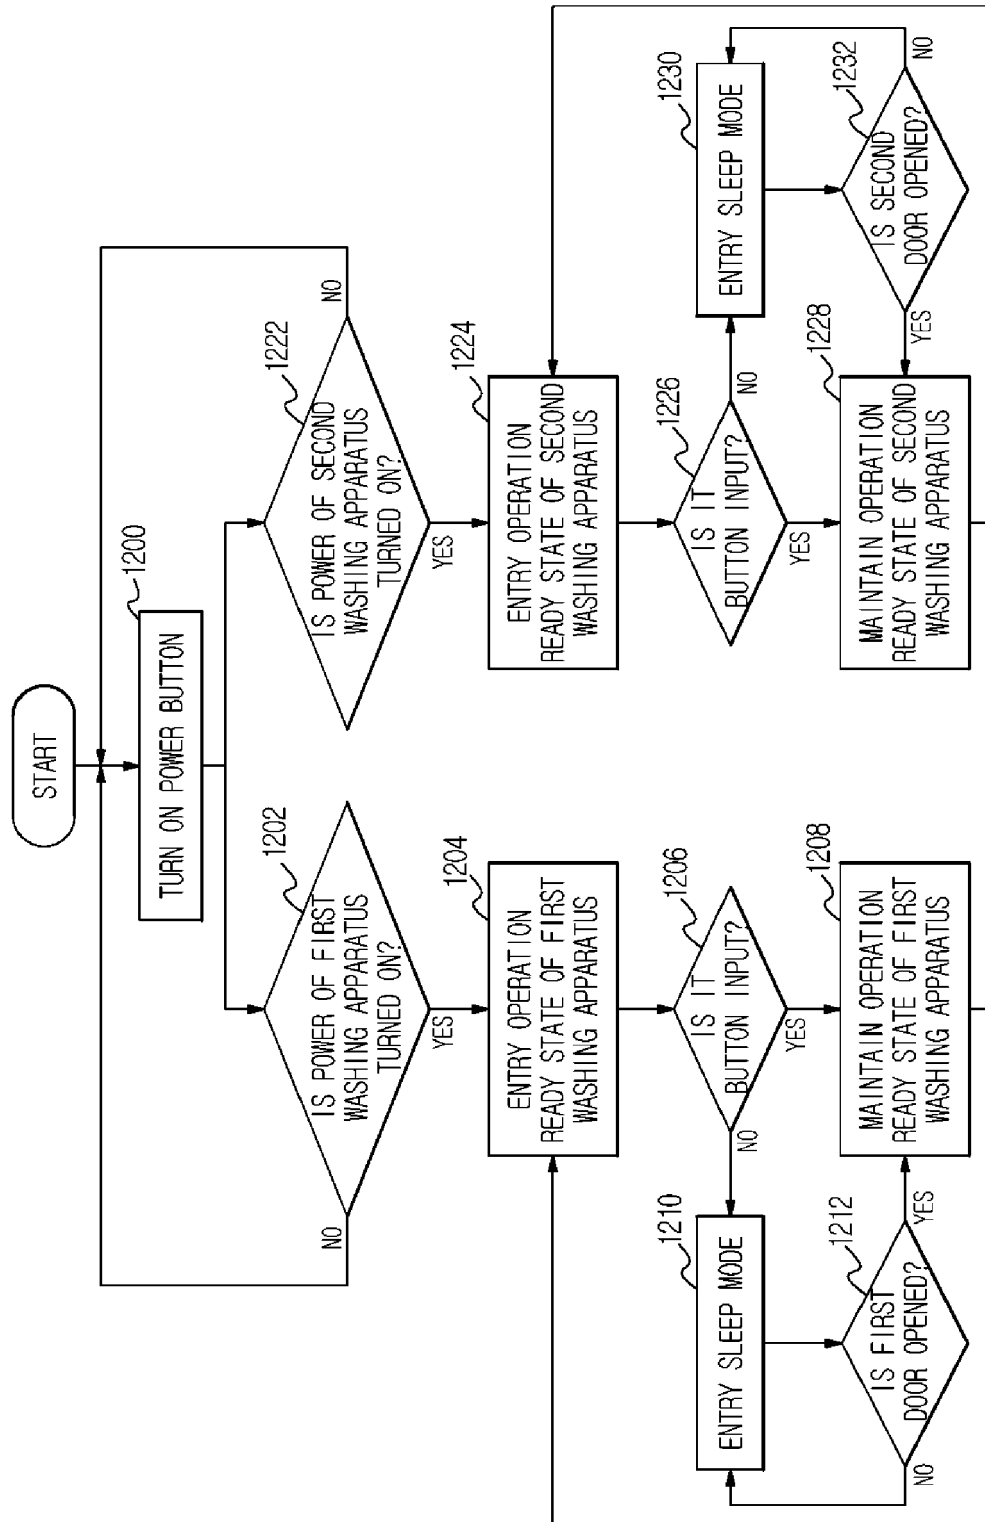 START
1200
TURN ON POWER BUTTON
1202
IS POWER OF FIRST
WASHING APPARATUS
TURNED ON?
NO
YES
1204
ENTRY OPERATION
READY STATE OF FIRST
WASHING APPARATUS
1206
IS IT
BUTTON INPUT?
NO
YES
1208
MAINTAIN OPERATION
READY STATE OF FIRST
WASHING APPARATUS
1210
ENTRY SLEEP MODE
1212
IS FIRST
DOOR OPENED?
YES
NO
1222
IS POWER OF SECOND
WASHING APPARATUS
TURNED ON?
NO
YES
1224
ENTRY OPERATION
READY STATE OF SECOND
WASHING APPARATUS
1226
IS IT
BUTTON INPUT?
NO
YES
1228
MAINTAIN OPERATION
READY STATE OF SECOND
WASHING APPARATUS
1230
ENTRY SLEEP MODE
1232
IS SECOND
DOOR OPENED?
YES
NO